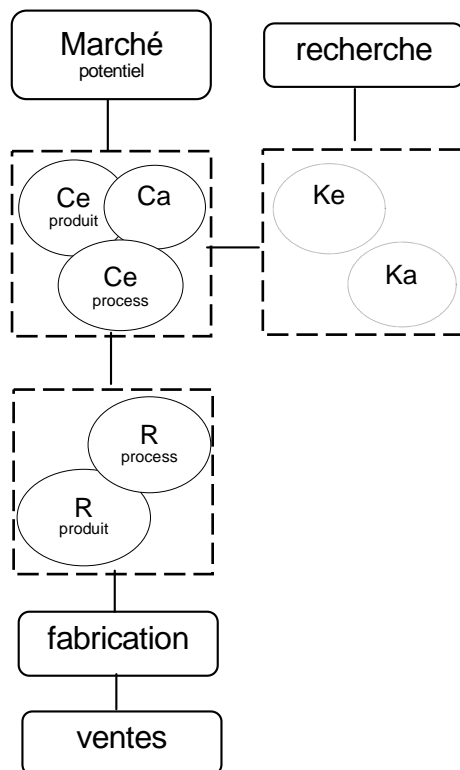 Marché
potentiel
recherche
Ce
produit
Ca
Ce
process
Ke
Ka
R
process
R
produit
fabrication
ventes